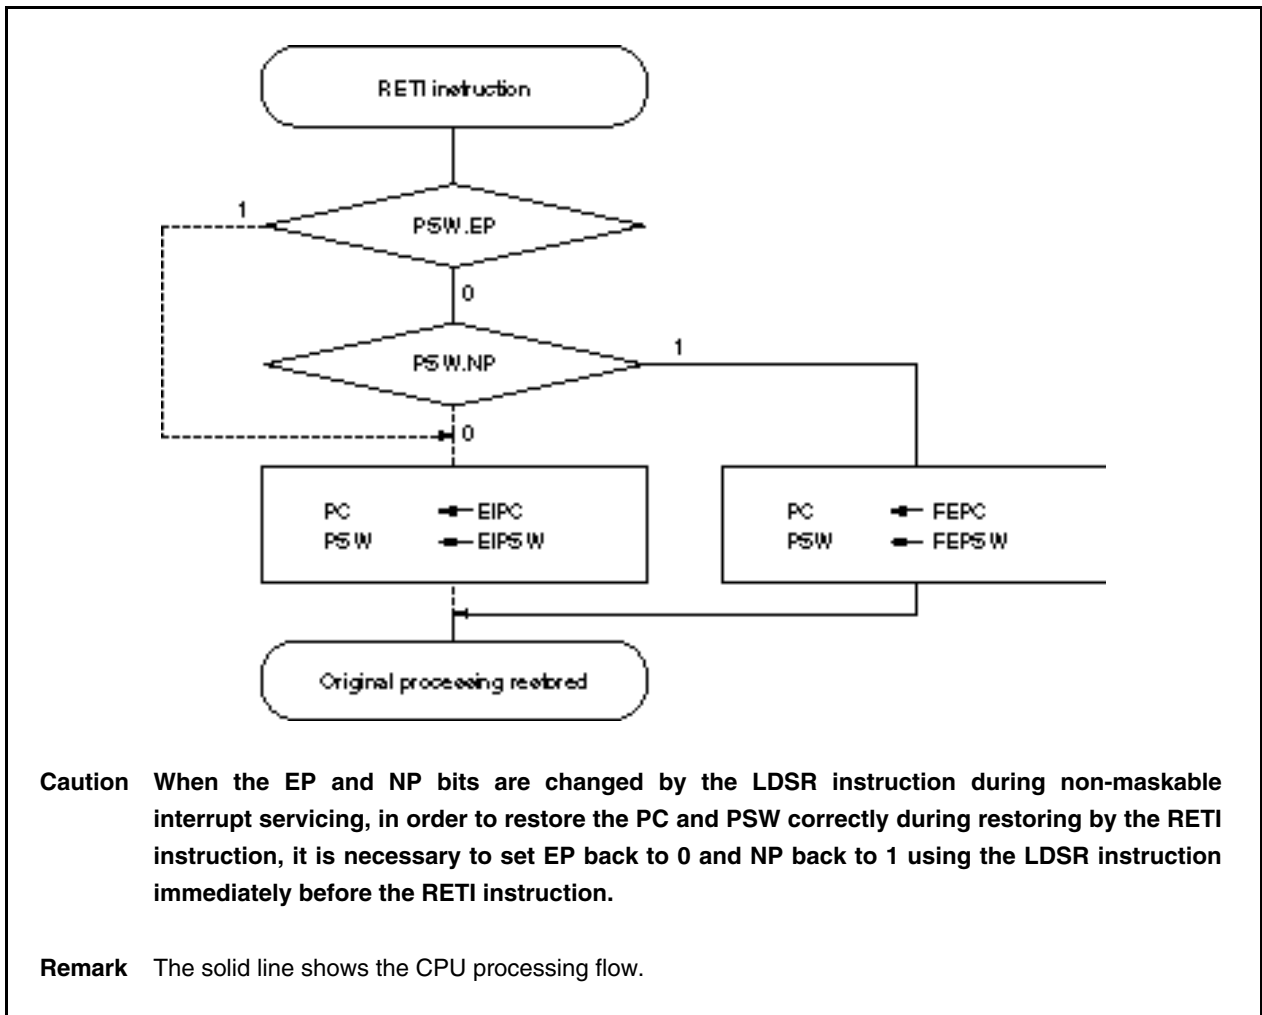 RETI instruction
1
PSW.EP
0
1
PSW.NP
0
PC ← EIPC
PSW ← EIPSW
PC ← FEPC
PSW ← FEPSW
Original processing restored
Caution When the EP and NP bits are changed by the LDSR instruction during non-maskable
interrupt servicing, in order to restore the PC and PSW correctly during restoring by the RETI
instruction, it is necessary to set EP back to 0 and NP back to 1 using the LDSR instruction
immediately before the RETI instruction.
Remark The solid line shows the CPU processing flow.